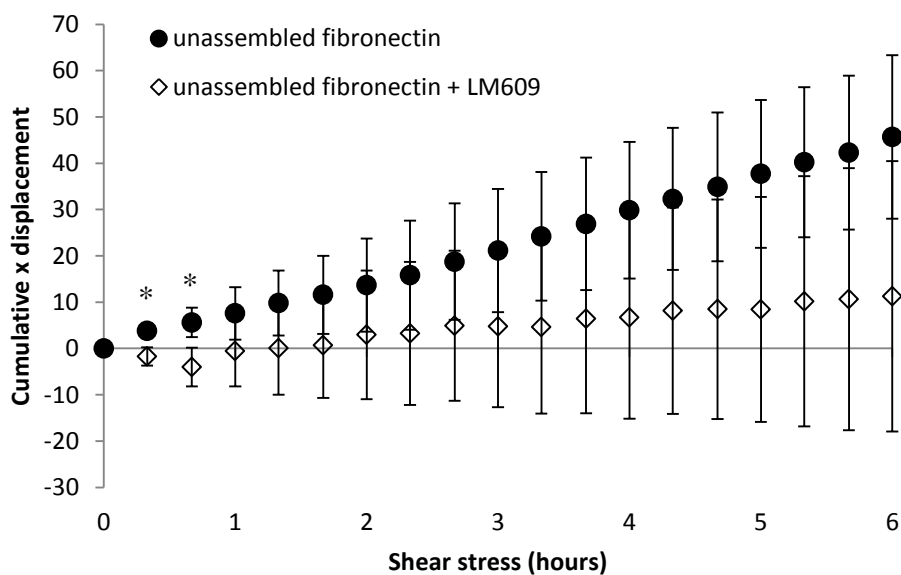 70
60
50
40
30
20
10
0
-10
-20
-30
Cumulative x displacement
unassembled fibronectin
unassembled fibronectin + LM609
* *
0 1 2 3 4 5 6
Shear stress (hours)